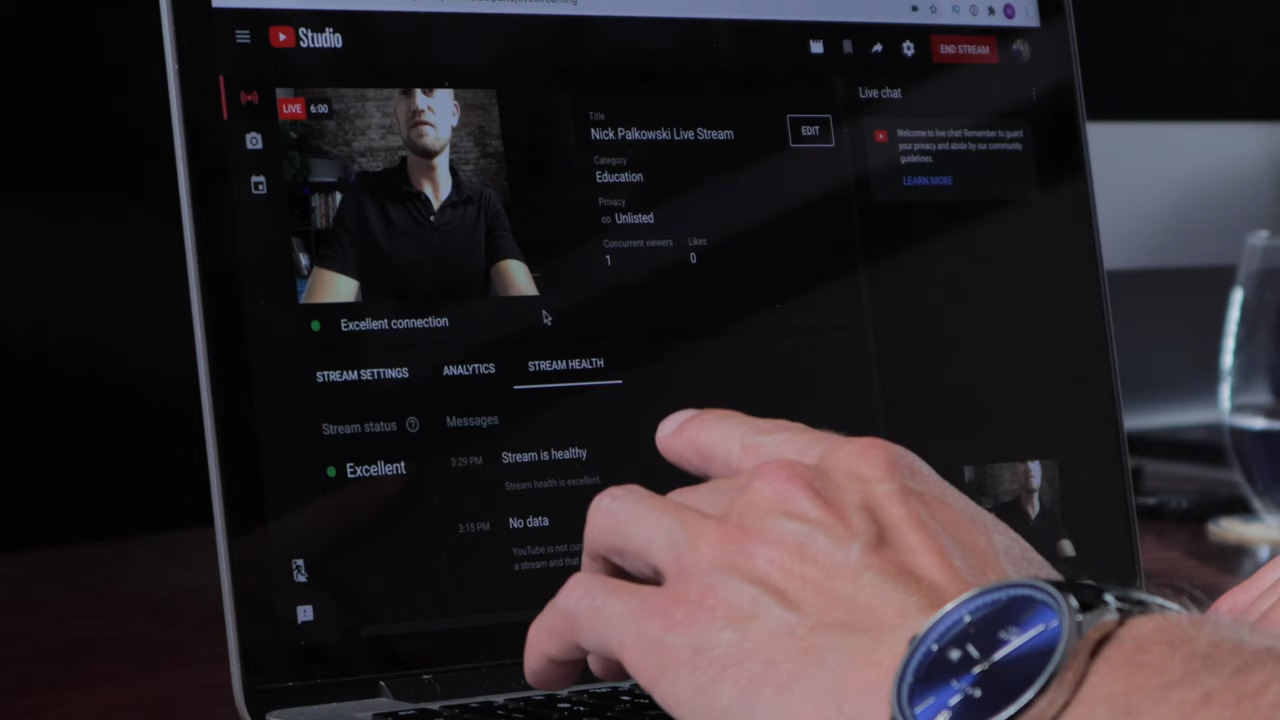 Studio
END STREAM
LIVE 6:00
Title
Nick Palkowski Live Stream
EDIT
Category
Education
Privacy
Unlisted
Concurrent viewers
Likes
1
0
Live chat
Welcome to live chat! Remember to guard
your privacy and abide by our community
guidelines.
LEARN MORE
Excellent connection
STREAM SETTINGS
ANALYTICS
STREAM HEALTH
Stream status
Messages
Excellent
3:29 PM
Stream is healthy
Stream health is excellent.
3:15 PM
No data
YouTube is not
a stream and that